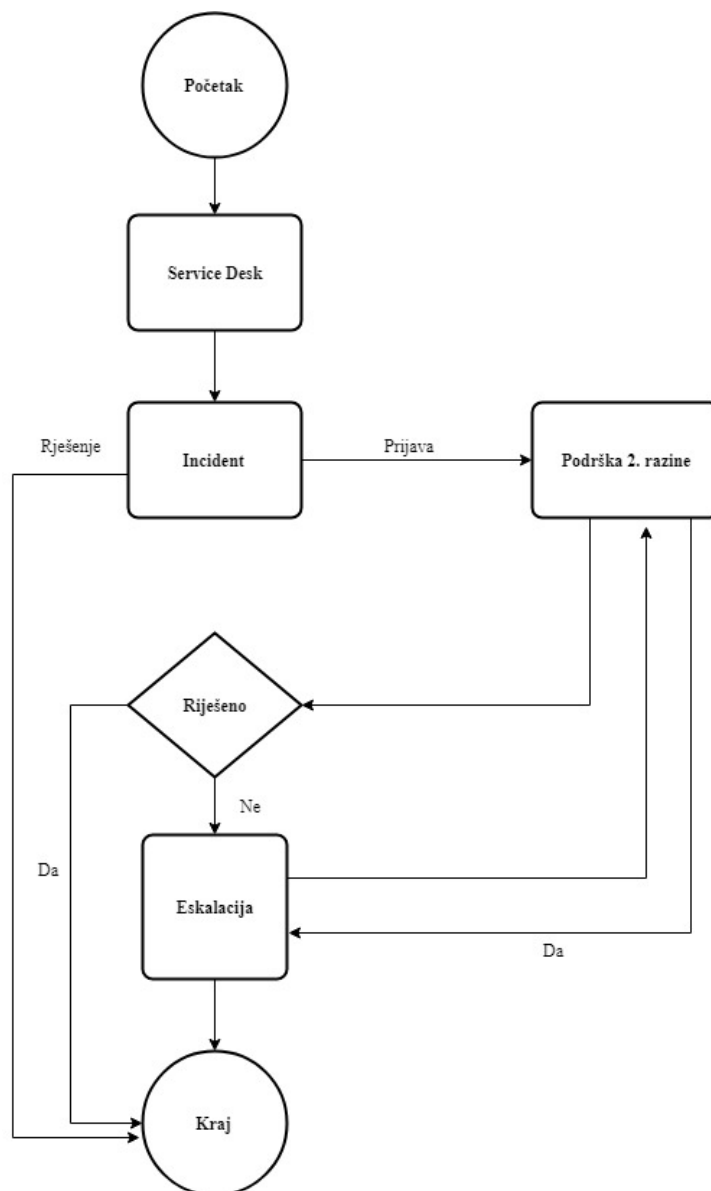 Početak
Service Desk
Rješenje
Incident
Prijava
Podrška 2. razine
Riješeno
Ne
Da
Eskalacija
Da
Kraj